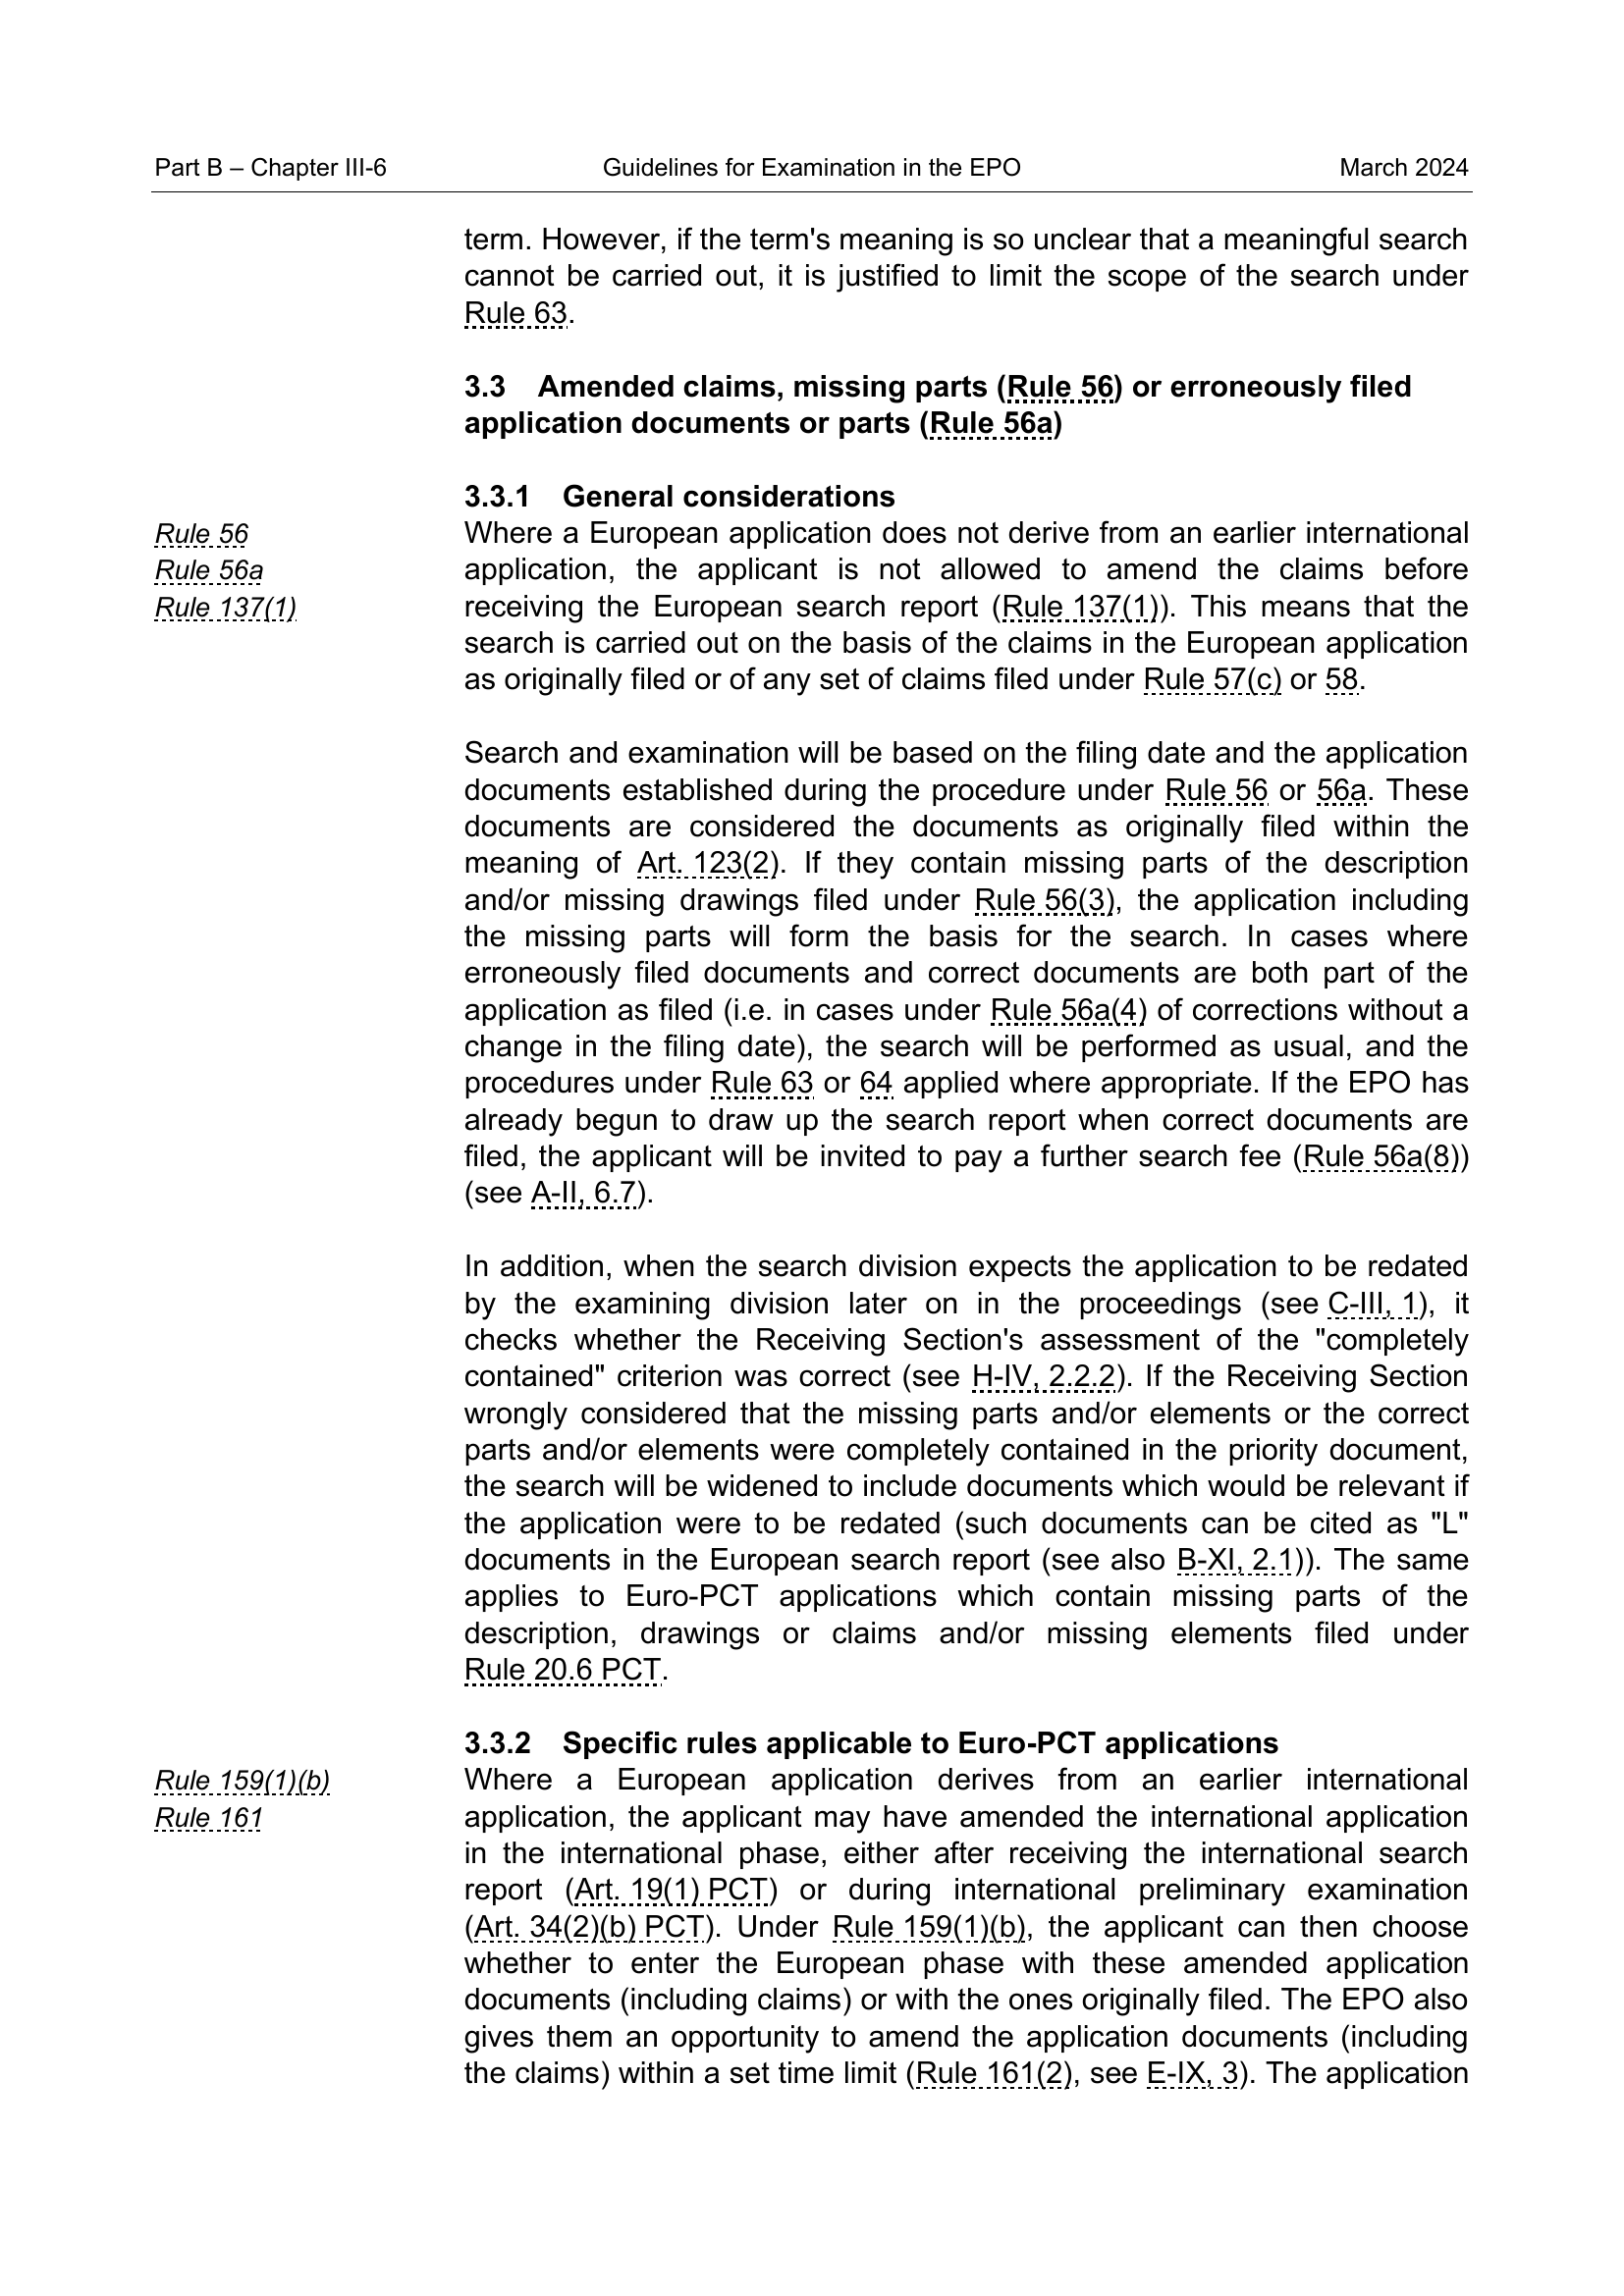 Part B – Chapter III-6 Guidelines for Examination in the EPO March 2024
term. However, if the term's meaning is so unclear that a meaningful search
cannot be carried out, it is justified to limit the scope of the search under
Rule 63.
3.3 Amended claims, missing parts (Rule 56) or erroneously filed
application documents or parts (Rule 56a)
3.3.1 General considerations
Rule 56
Rule 56a
Rule 137(1)
Where a European application does not derive from an earlier international
application, the applicant is not allowed to amend the claims before
receiving the European search report (Rule 137(1)). This means that the
search is carried out on the basis of the claims in the European application
as originally filed or of any set of claims filed under Rule 57(c) or 58.
Search and examination will be based on the filing date and the application
documents established during the procedure under Rule 56 or 56a. These
documents are considered the documents as originally filed within the
meaning of Art. 123(2). If they contain missing parts of the description
and/or missing drawings filed under Rule 56(3), the application including
the missing parts will form the basis for the search. In cases where
erroneously filed documents and correct documents are both part of the
application as filed (i.e. in cases under Rule 56a(4) of corrections without a
change in the filing date), the search will be performed as usual, and the
procedures under Rule 63 or 64 applied where appropriate. If the EPO has
already begun to draw up the search report when correct documents are
filed, the applicant will be invited to pay a further search fee (Rule 56a(8))
(see A-II, 6.7).
In addition, when the search division expects the application to be redated
by the examining division later on in the proceedings (see C-III, 1), it
checks whether the Receiving Section's assessment of the "completely
contained" criterion was correct (see H-IV, 2.2.2). If the Receiving Section
wrongly considered that the missing parts and/or elements or the correct
parts and/or elements were completely contained in the priority document,
the search will be widened to include documents which would be relevant if
the application were to be redated (such documents can be cited as "L"
documents in the European search report (see also B-XI, 2.1)). The same
applies to Euro-PCT applications which contain missing parts of the
description, drawings or claims and/or missing elements filed under
Rule 20.6 PCT.
3.3.2 Specific rules applicable to Euro-PCT applications
Rule 159(1)(b)
Rule 161
Where a European application derives from an earlier international
application, the applicant may have amended the international application
in the international phase, either after receiving the international search
report (Art. 19(1) PCT) or during international preliminary examination
(Art. 34(2)(b) PCT). Under Rule 159(1)(b), the applicant can then choose
whether to enter the European phase with these amended application
documents (including claims) or with the ones originally filed. The EPO also
gives them an opportunity to amend the application documents (including
the claims) within a set time limit (Rule 161(2), see E-IX, 3). The application